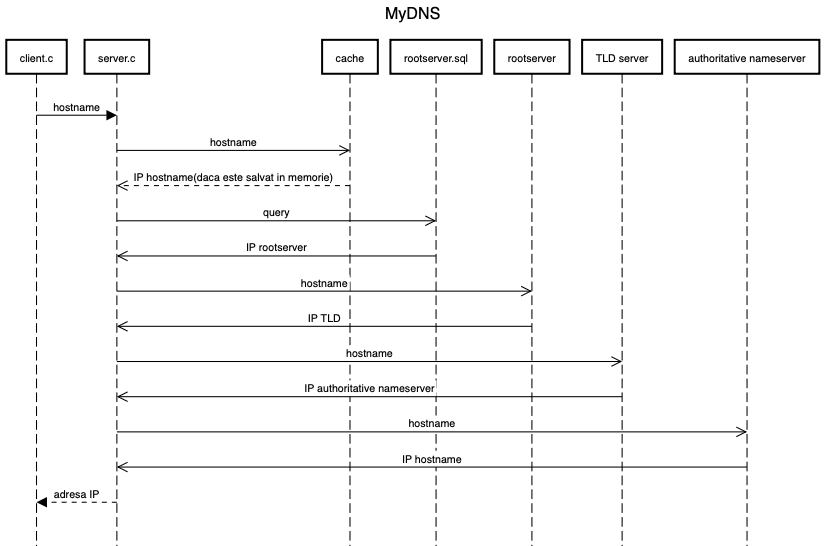 MyDNS
client.c
server.c
cache
rootserver.sql
rootserver
TLD server
authoritative nameserver
hostname
hostname
IP hostname(daca este salvat in memorie)
query
IP rootserver
hostname
IP TLD
hostname
IP authoritative nameserver
hostname
IP hostname
adresa IP